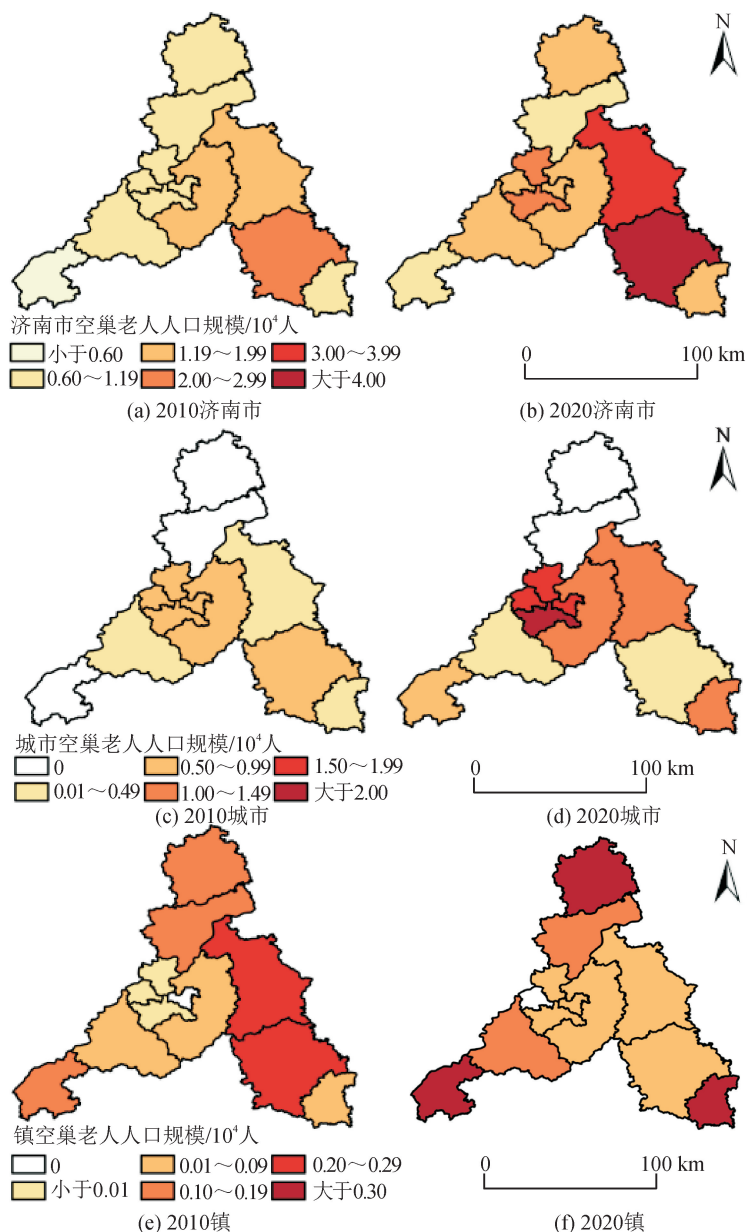 N
济南市空巢老人人口规模/10⁴人
小于0.60 1.19～1.99 3.00～3.99
0.60～1.19 2.00～2.99 大于4.00
0 100 km
(a) 2010济南市 (b) 2020济南市
N
城市空巢老人人口规模/10⁴人
0 0.50～0.99 1.50～1.99
0.01～0.49 1.00～1.49 大于2.00
0 100 km
(c) 2010城市 (d) 2020城市
N
镇空巢老人人口规模/10⁴人
0 0.01～0.09 0.20～0.29
小于0.01 0.10～0.19 大于0.30
0 100 km
(e) 2010镇 (f) 2020镇